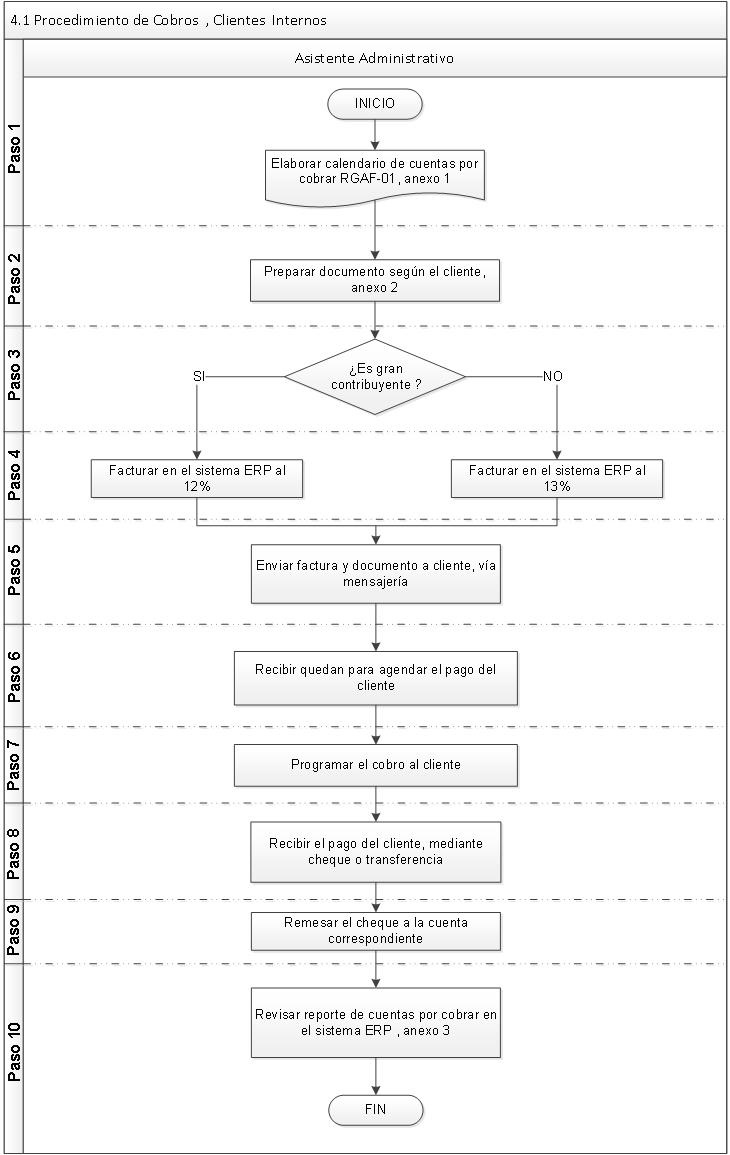 4.1 Procedimiento de Cobros , Clientes Internos
Asistente Administrativo
Paso 1
INICIO
Elaborar calendario de cuentas por
cobrar RGAF-01, anexo 1
Paso 2
Preparar documento según el cliente,
anexo 2
Paso 3
¿Es gran
contribuyente ?
SI
NO
Paso 4
Facturar en el sistema ERP al
12%
Facturar en el sistema ERP al
13%
Paso 5
Enviar factura y documento a cliente, vía
mensajería
Paso 6
Recibir quedan para agendar el pago del
cliente
Paso 7
Programar el cobro al cliente
Paso 8
Recibir el pago del cliente, mediante
cheque o transferencia
Paso 9
Remesar el cheque a la cuenta
correspondiente
Paso 10
Revisar reporte de cuentas por cobrar en
el sistema ERP , anexo 3
FIN